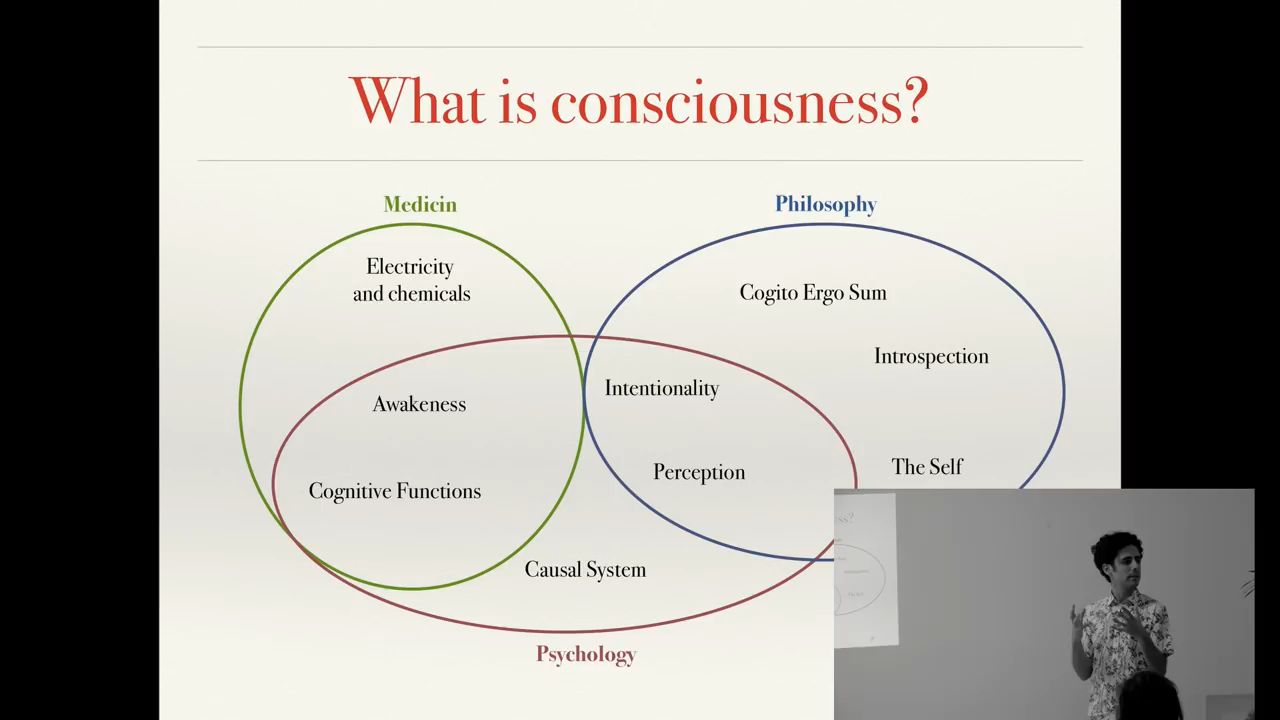 What is consciousness?
Medicin
Philosophy
Electricity
and chemicals
Cogito Ergo Sum
Introspection
Intentionality
Awakeness
The Self
Perception
Cognitive Functions
Causal System
Psychology